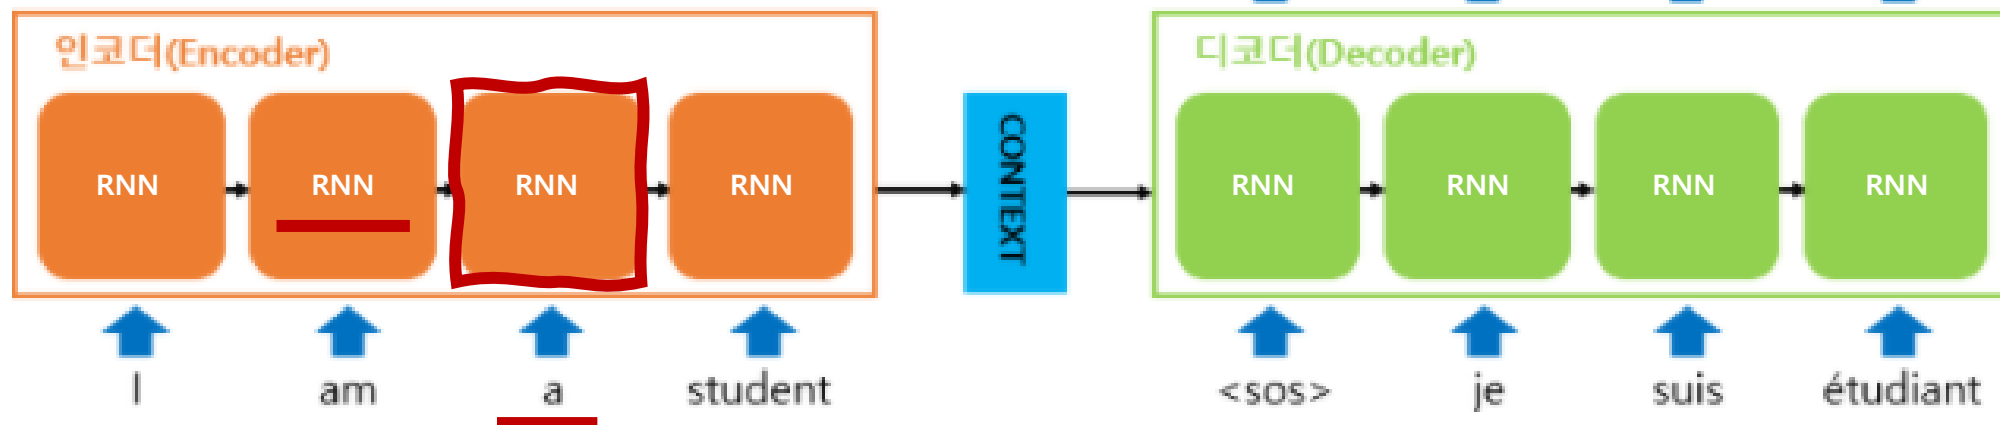 인코더(Encoder)
RNN RNN RNN RNN
I am a student
CONTEXT
디코더(Decoder)
RNN RNN RNN RNN
<sos> je suis étudiant